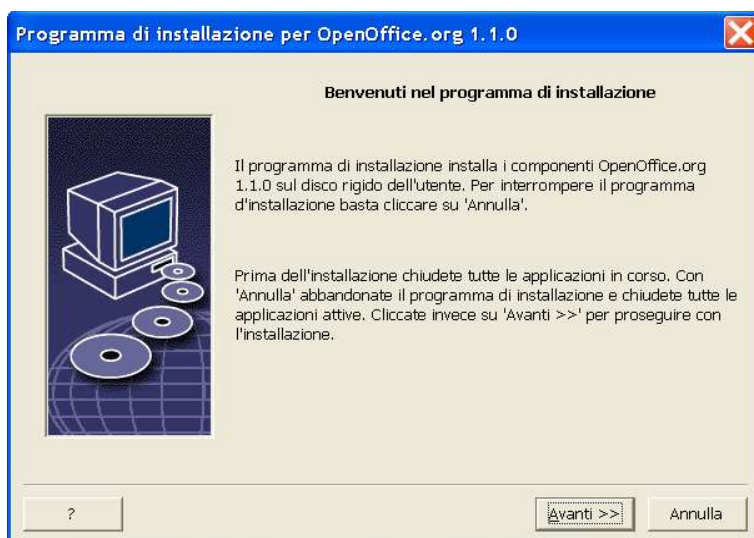 Programma di installazione per OpenOffice.org 1.1.0
Benvenuti nel programma di installazione
Il programma di installazione installa i componenti OpenOffice.org
1.1.0 sul disco rigido dell'utente. Per interrompere il programma
d'installazione basta cliccare su 'Annulla'.
Prima dell'installazione chiudete tutte le applicazioni in corso. Con
'Annulla' abbandonate il programma di installazione e chiudete tutte le
applicazioni attive. Cliccate invece su 'Avanti >>' per proseguire con
l'installazione.
?
Avanti >>
Annulla